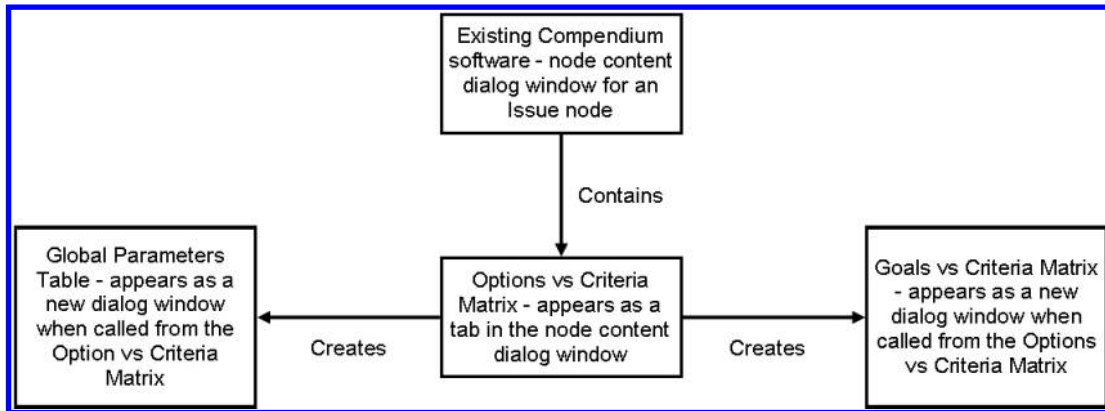 Existing Compendium
software - node content
dialog window for an
Issue node
Contains
Global Parameters
Table - appears as a
new dialog window
when called from the
Option vs Criteria
Matrix
Creates
Options vs Criteria
Matrix - appears as a
tab in the node content
dialog window
Creates
Goals vs Criteria Matrix
- appears as a new
dialog window when
called from the Options
vs Criteria Matrix